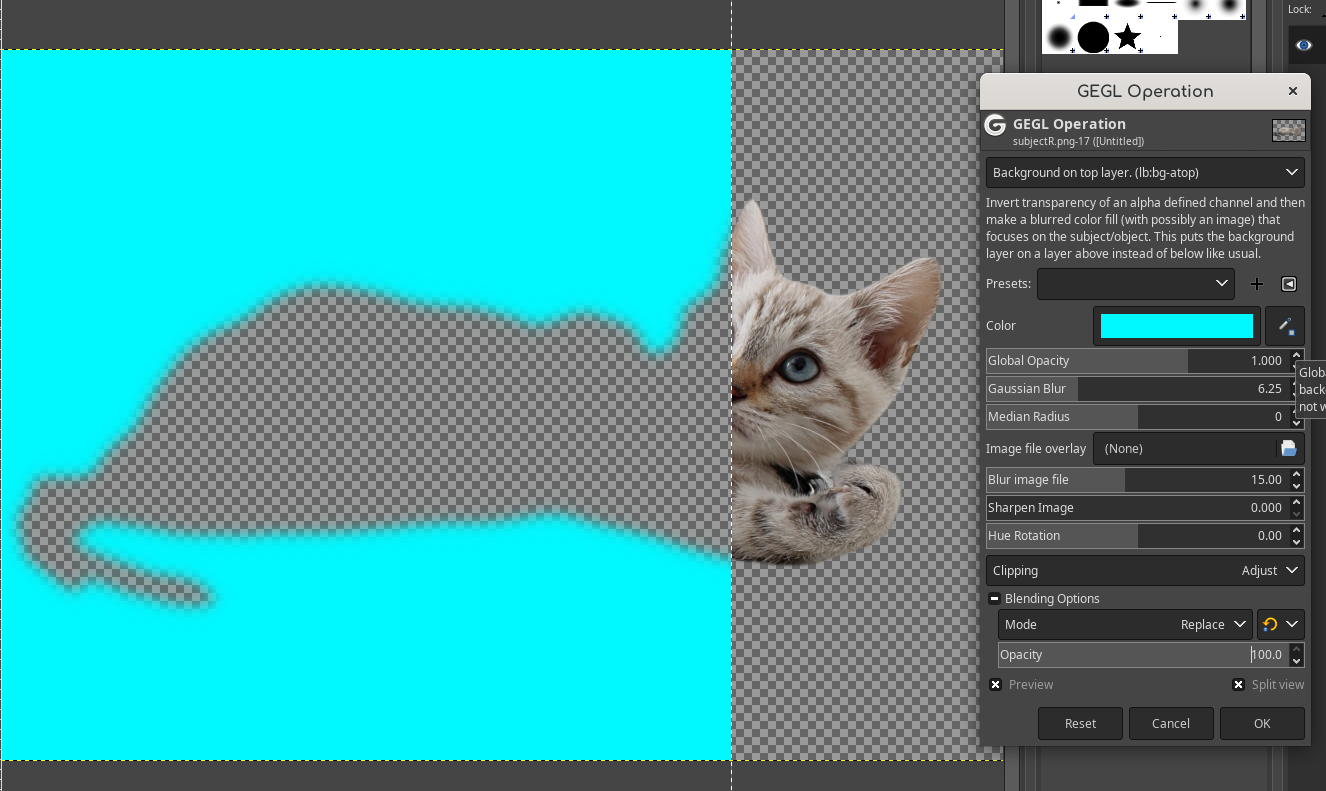 Lock:
GEGL Operation
GEGL Operation
subjectR.png-17 ([Untitled])
Background on top layer. (lb:bg-atop)
Invert transparency of an alpha defined channel and then
make a blurred color fill (with possibly an image) that
focuses on the subject/object. This puts the background
layer on a layer above instead of below like usual.
Presets:
Color
Global Opacity 1.000
Gaussian Blur 6.25
Median Radius 0
Image file overlay (None)
Blur image file 15.00
Sharpen Image 0.000
Hue Rotation 0.00
Clipping Adjust
Blending Options
Mode Replace
Opacity 100.0
Preview Split view
Reset Cancel OK